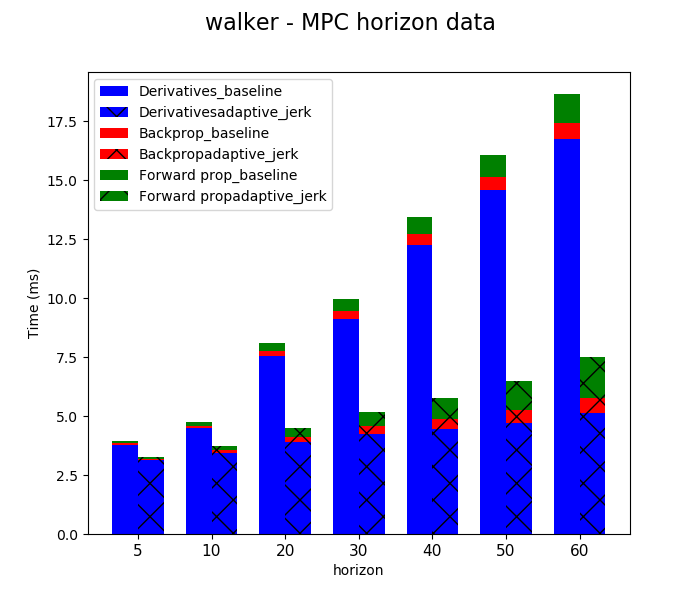 walker - MPC horizon data
Derivatives_baseline
Derivativesadaptive_jerk
Backprop_baseline
Backpropadaptive_jerk
Forward prop_baseline
Forward propadaptive_jerk
Time (ms)
17.5
15.0
12.5
10.0
7.5
5.0
2.5
0.0
5 10 20 30 40 50 60
horizon